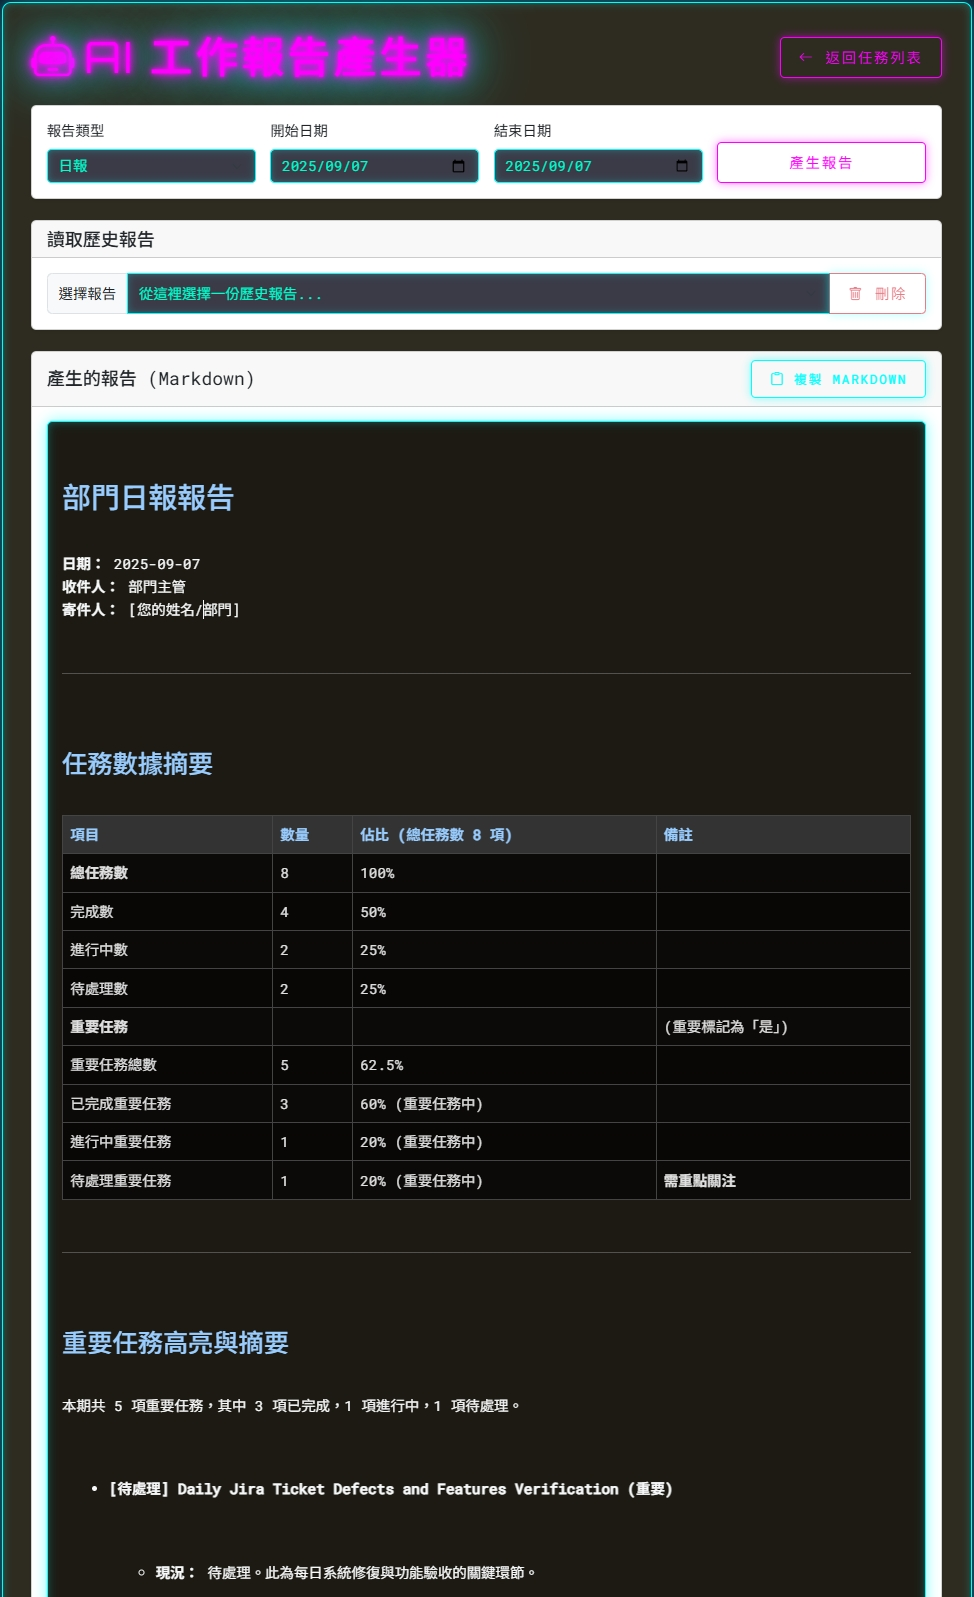 AI 工作報告產生器
← 返回任務列表
報告類型 開始日期 結束日期
日報 2025/09/07 2025/09/07 產生報告
讀取歷史報告
選擇報告 從這裡選擇一份歷史報告... 刪除
產生的報告 (Markdown) 複製 MARKDOWN
部門日報報告
日期： 2025-09-07
收件人： 部門主管
寄件人： [您的姓名/部門]
任務數據摘要
項目 數量 佔比 (總任務數 8 項) 備註
總任務數 8 100%
完成數 4 50%
進行中數 2 25%
待處理數 2 25%
重要任務 (重要標記為「是」)
重要任務總數 5 62.5%
已完成重要任務 3 60% (重要任務中)
進行中重要任務 1 20% (重要任務中)
待處理重要任務 1 20% (重要任務中) 需重點關注
重要任務高亮與摘要
本期共 5 項重要任務，其中 3 項已完成，1 項進行中，1 項待處理。
• [待處理] Daily Jira Ticket Defects and Features Verification (重要)
◦ 現況： 待處理。此為每日系統修復與功能驗收的關鍵環節。